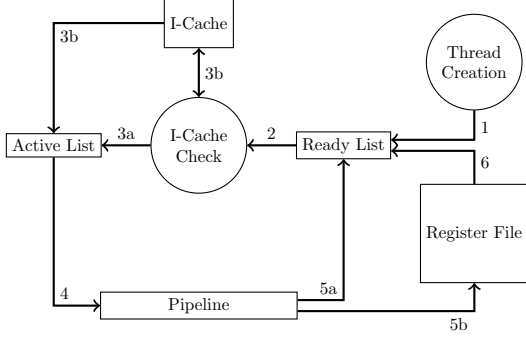 I-Cache
3b
3b
Thread
Creation
1
I-Cache
Check
3a
2
Active List
Ready List
6
Register File
4
5a
Pipeline
5b